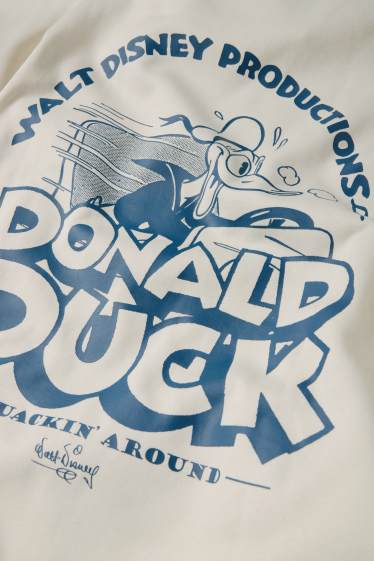 WALT DISNEY PRODUCTIONS
DONALD
DUCK
UACKIN' AROUND
Walt Disney